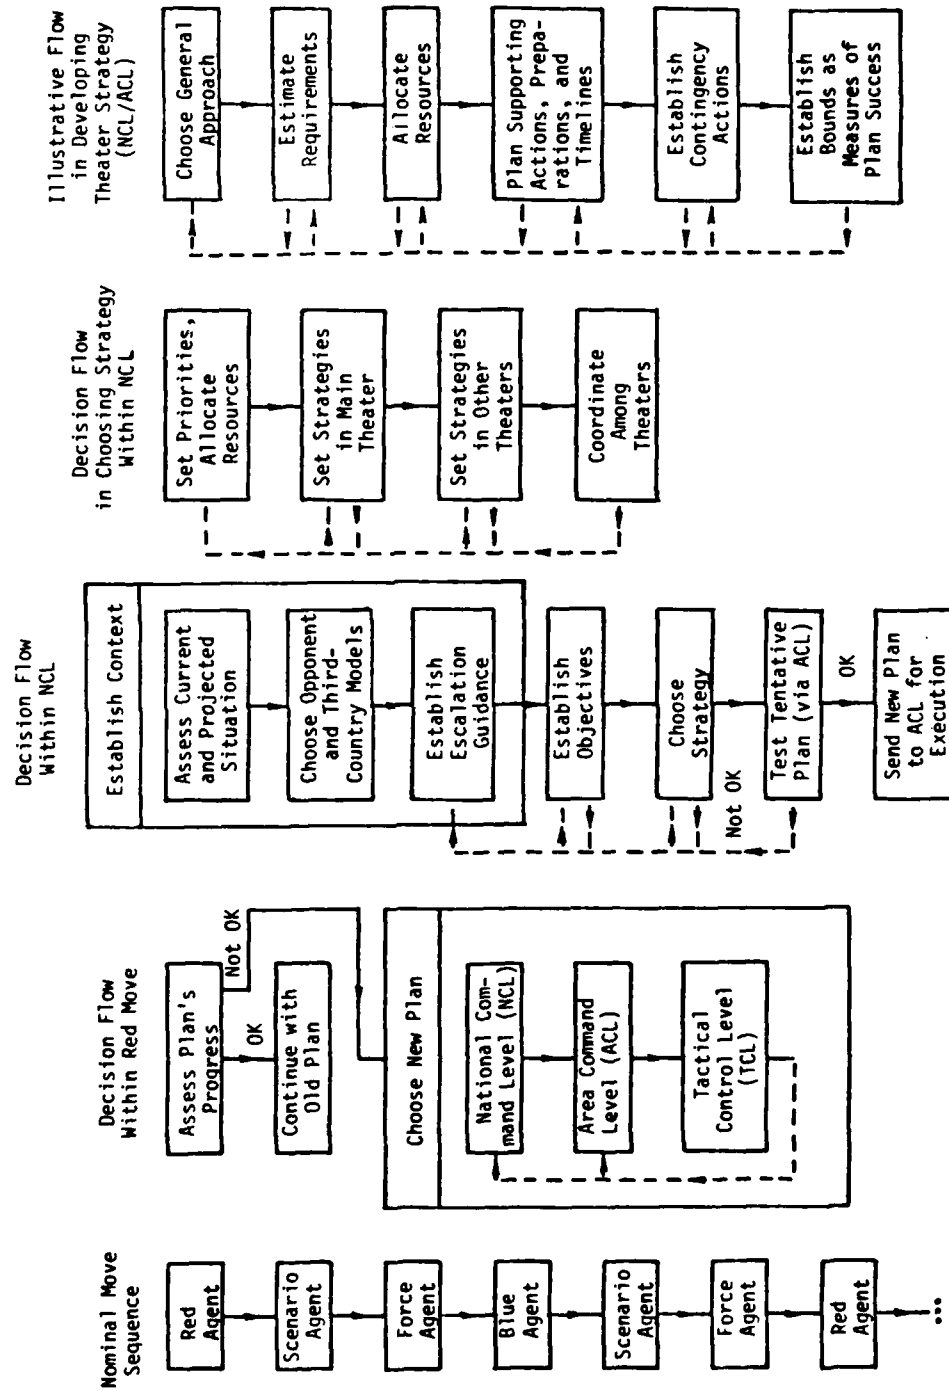 Nominal Move
Sequence
Red
Agent
Scenario
Agent
Force
Agent
Blue
Agent
Scenario
Agent
Force
Agent
Red
Agent
Decision Flow
Within Red Move
Assess Plan's
Progress
Not OK
OK
Continue with
Old Plan
Choose New Plan
National Com-
mand Level (NCL)
Area Command
Level (ACL)
Tactical
Control Level
(TCL)
Decision Flow
Within NCL
Establish Context
Assess Current
and Projected
Situation
Choose Opponent
and Third-
Country Models
Establish
Escalation
Guidance
Establish
Objectives
Choose
Strategy
Not OK
Test Tentative
Plan (via ACL)
OK
Send New Plan
to ACL for
Execution
Decision Flow
in Choosing Strategy
Within NCL
Set Priorities,
Allocate
Resources
Set Strategies
in Main
Theater
Set Strategies
in Other
Theaters
Coordinate
Among
Theaters
Illustrative Flow
in Developing
Theater Strategy
(NCL/ACL)
Choose General
Approach
Estimate
Requirements
Allocate
Resources
Plan Supporting
Actions, Prepa-
rations, and
Timelines
Establish
Contingency
Actions
Establish
Bounds as
Measures of
Plan Success